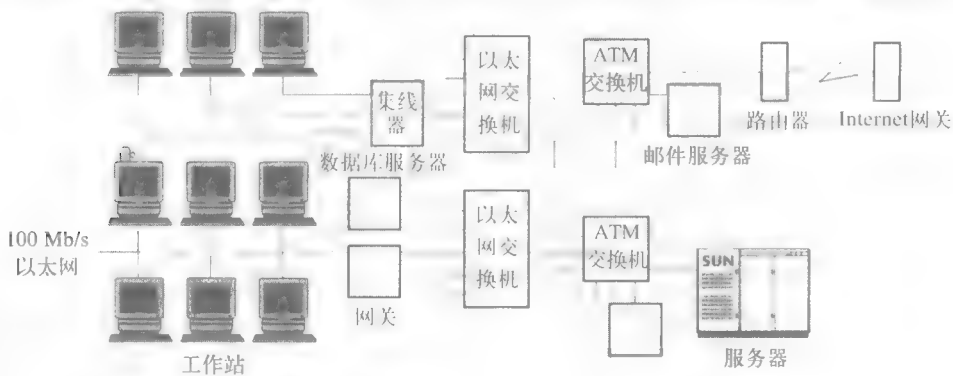 集线
器
以太
网交
换机
ATM
交换机
路由器
Internet网关
邮件服务器
数据库服务器
100 Mb/s
以太网
以太
网交
换机
ATM
交换机
SUN
网关
工作站
服务器